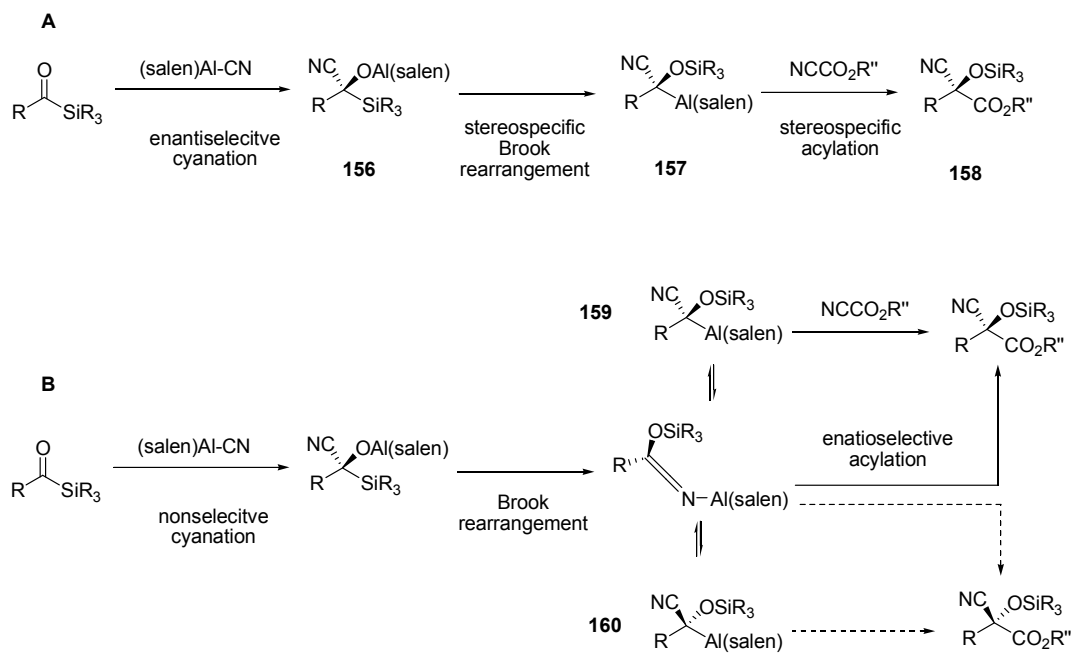 A
O
R
SiR3
(salen)Al-CN
enantiselecitve
cyanation
NC
OAl(salen)
R
SiR3
156
stereospecific
Brook
rearrangement
NC
OSiR3
R
Al(salen)
157
NCCO2R"
stereospecific
acylation
NC
OSiR3
R
CO2R"
158
159
NC
OSiR3
R
Al(salen)
NCCO2R"
NC
OSiR3
R
CO2R"
B
O
R
SiR3
(salen)Al-CN
nonselecitve
cyanation
NC
OAl(salen)
R
SiR3
Brook
rearrangement
OSiR3
R
N
Al(salen)
enatioselective
acylation
160
NC
OSiR3
R
Al(salen)
NC
OSiR3
R
CO2R"